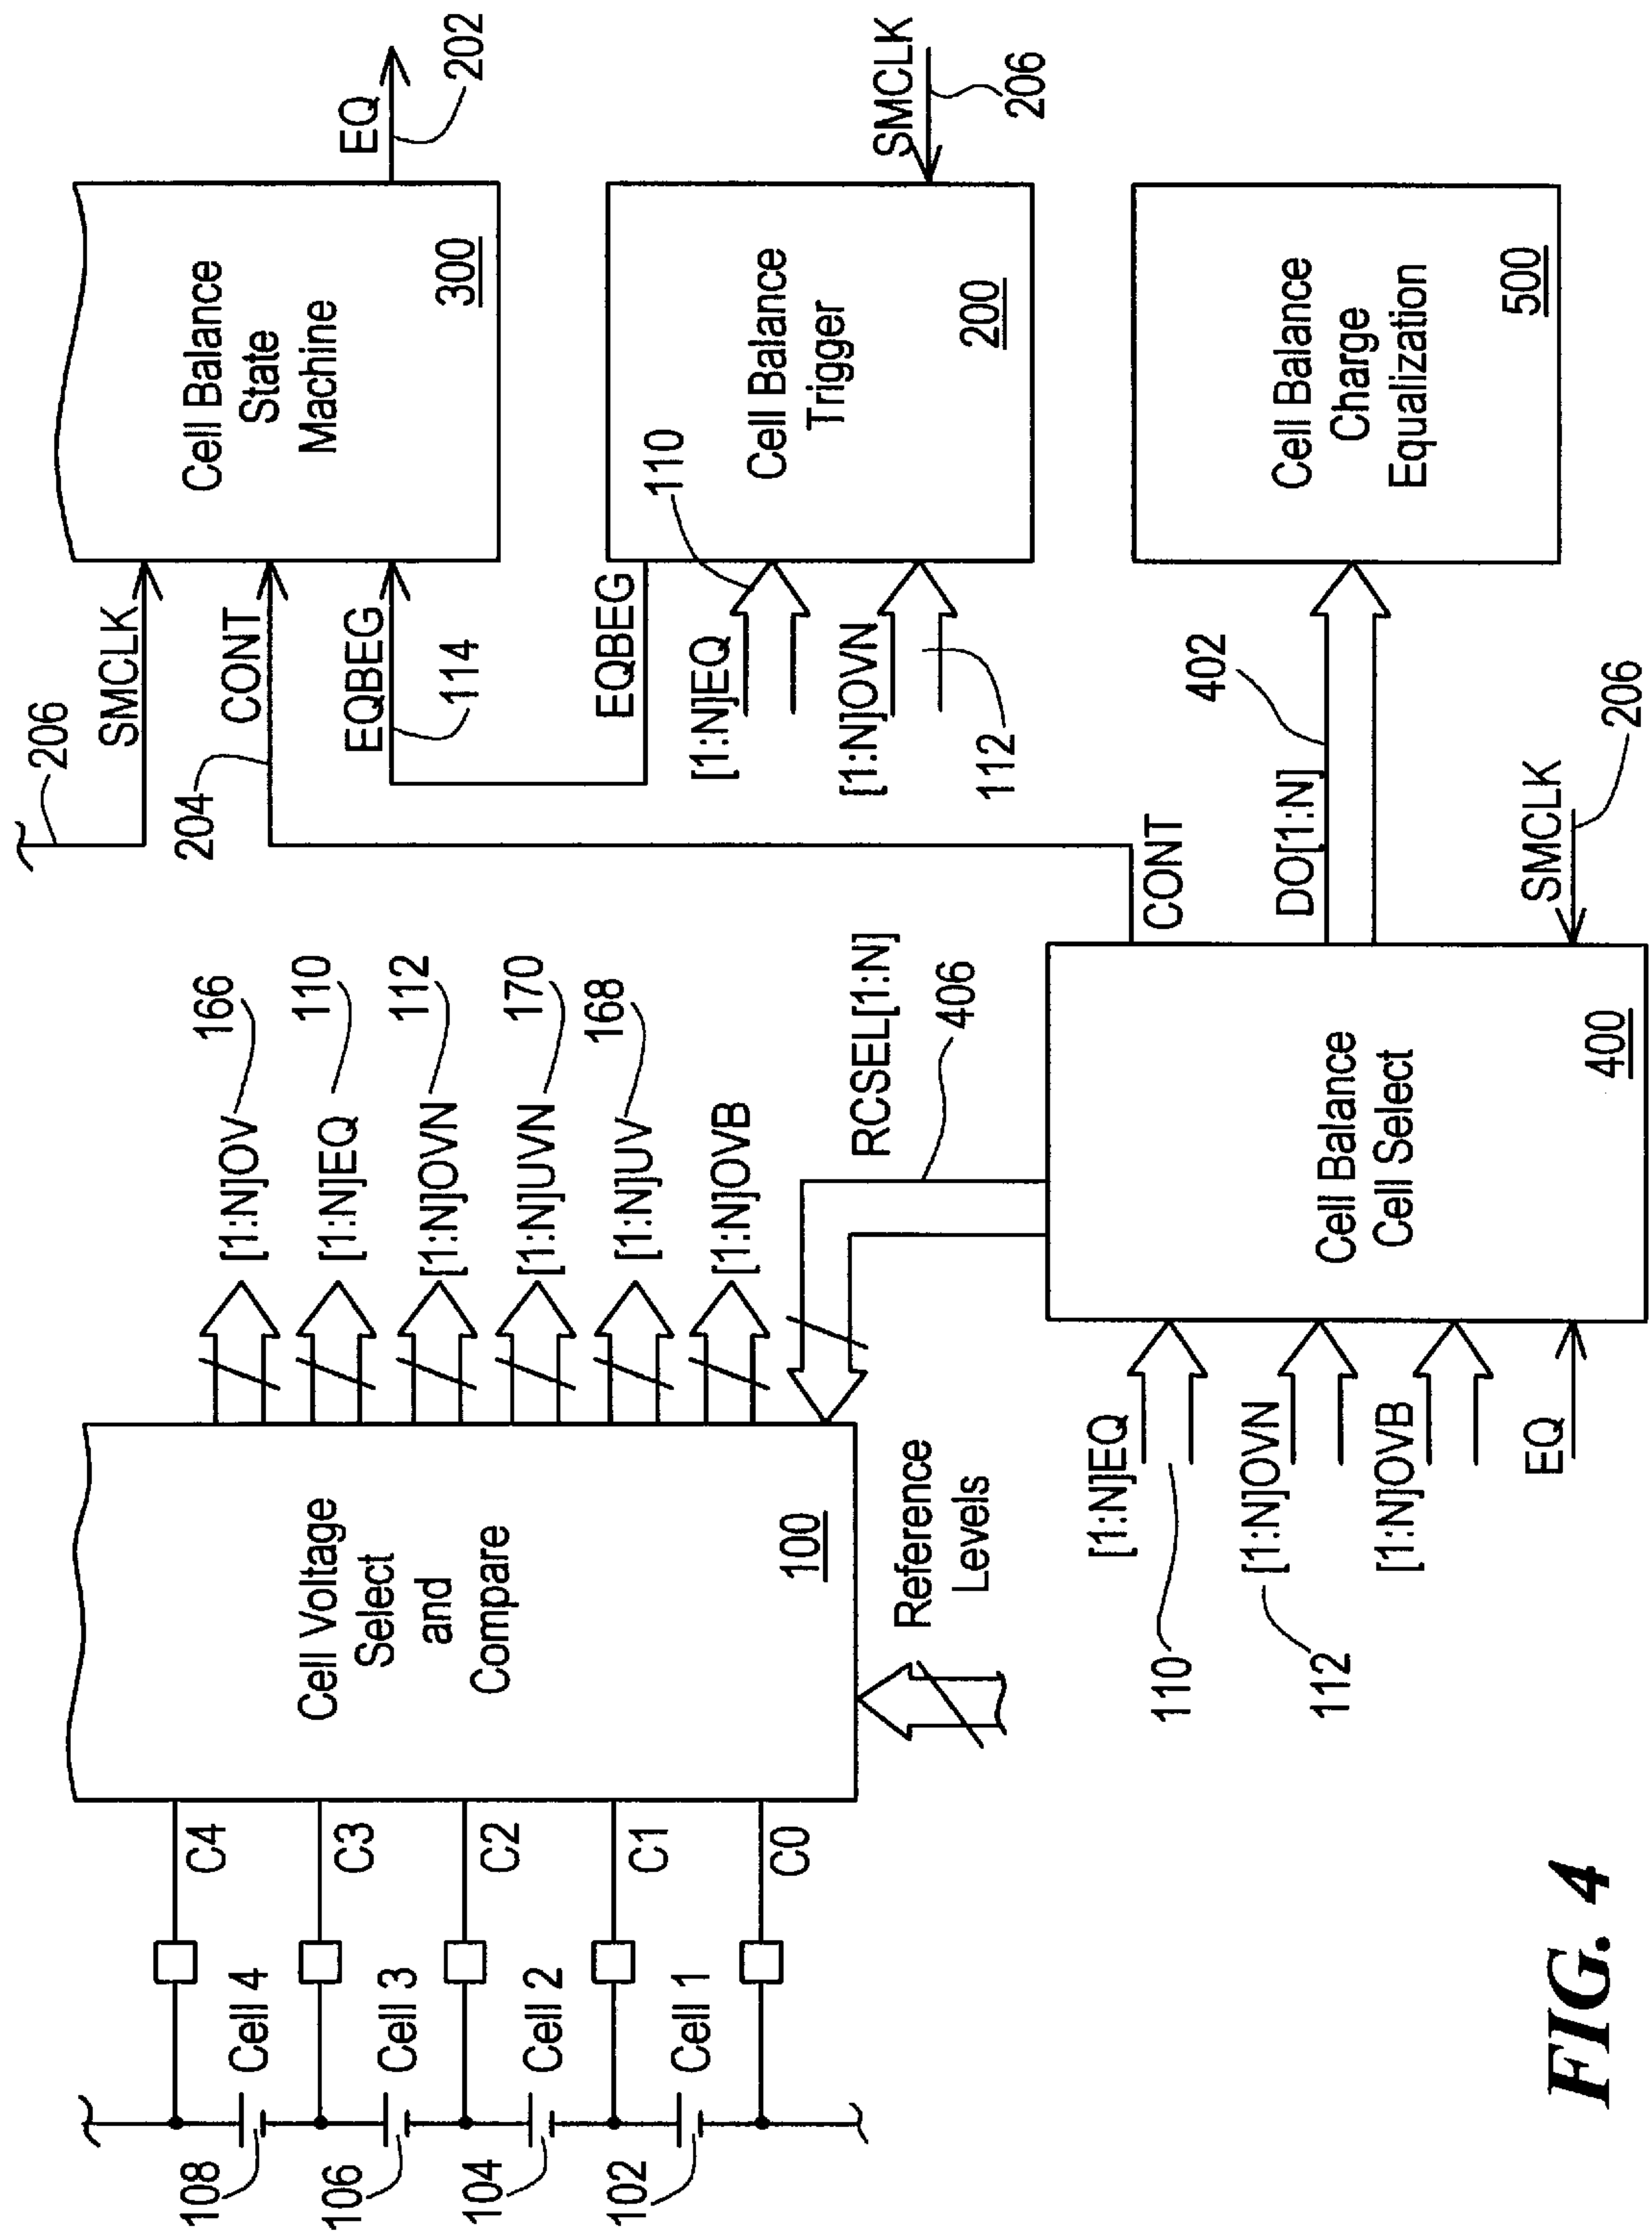 206
SMCLK
204
CONT
EQBEG
114
Cell Balance
State
Machine
300
EQ
202
EQBEG
[1:N]EQ
110
[1:N]OVN
112
Cell Balance
Trigger
200
SMCLK
206
108
Cell 4
106
Cell 3
104
Cell 2
102
Cell 1
C4
C3
C2
C1
C0
Cell Voltage
Select
and
Compare
100
Reference
Levels
[1:N]OV
166
[1:N]EQ
110
[1:N]OVN
112
[1:N]UVN
170
[1:N]UV
168
[1:N]OVB
RCSEL[1:N]
406
[1:N]EQ
110
[1:N]OVN
112
[1:N]OVB
EQ
Cell Balance
Cell Select
400
CONT
DO[1:N]
402
SMCLK
206
Cell Balance
Charge
Equalization
500
FIG. 4